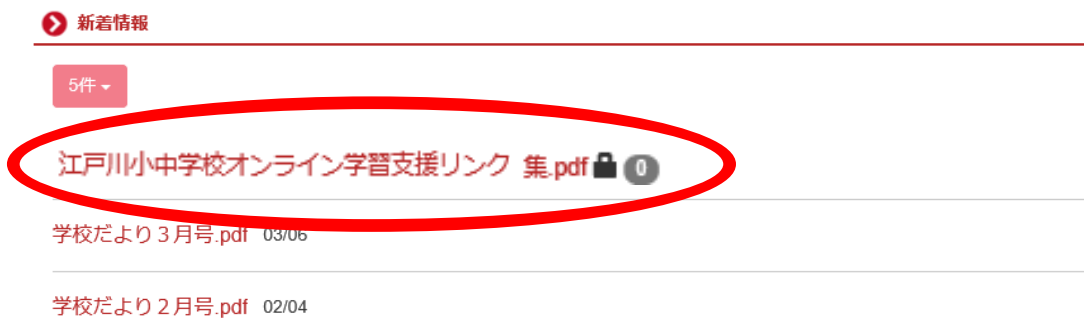 新着情報
5件
江戸川小中学校オンライン学習支援リンク 集.pdf 0
学校だより３月号.pdf 03/06
学校だより２月号.pdf 02/04